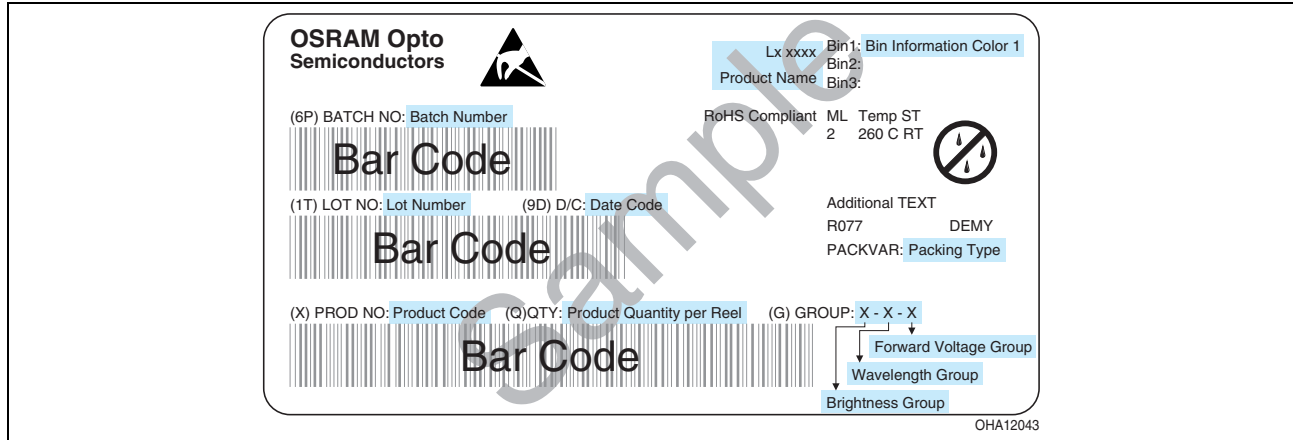 OSRAM Opto
Semiconductors
Lx xxxx
Product Name
Bin1: Bin Information Color 1
Bin2:
Bin3:
(6P) BATCH NO: Batch Number
Bar Code
RoHS Compliant
ML Temp ST
2 260 C RT
(1T) LOT NO: Lot Number (9D) D/C: Date Code
Bar Code
Additional TEXT
R077 DEMY
PACKVAR: Packing Type
(X) PROD NO: Product Code (Q)QTY: Product Quantity per Reel (G) GROUP: X - X - X
Bar Code
Forward Voltage Group
Wavelength Group
Brightness Group
Sample
OHA12043